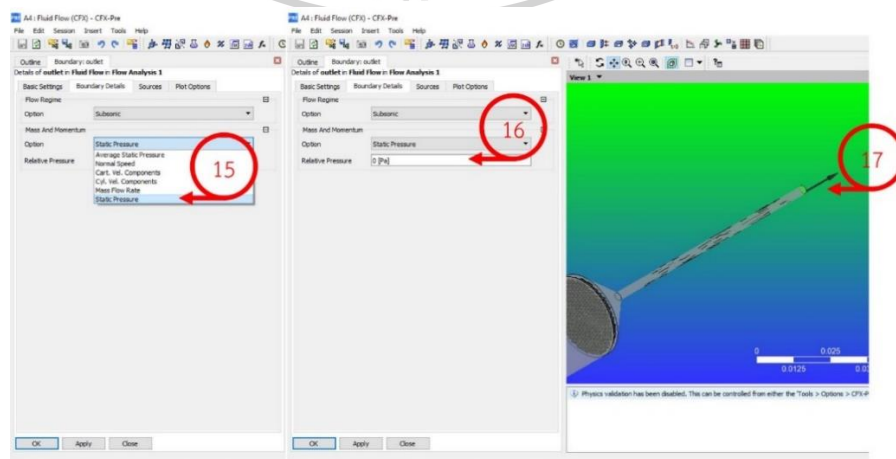 A4 : Fluid Flow (CFX) - CFX-Pre
File Edit Session Insert Tools Help
Outline Boundary: outlet
Details of outlet in Fluid Flow in Flow Analysis 1
Basic Settings Boundary Details Sources Plot Options
Flow Regime
Option Subsonic
Mass And Momentum
Option Static Pressure
Relative Pressure
Average Static Pressure
Normal Speed
Cart. Vel. Components
Cyl. Vel. Components
Mass Flow Rate
Static Pressure
15
OK Apply Close
A4 : Fluid Flow (CFX) - CFX-Pre
File Edit Session Insert Tools Help
Outline Boundary: outlet
Details of outlet in Fluid Flow in Flow Analysis 1
Basic Settings Boundary Details Sources Plot Options
Flow Regime
Option Subsonic
Mass And Momentum
Option Static Pressure
Relative Pressure 0 [Pa]
16
OK Apply Close
View 1
17
0 0.025
0.0125
Physics validation has been disabled. This can be controlled from either the 'Tools > Options > CFX-P